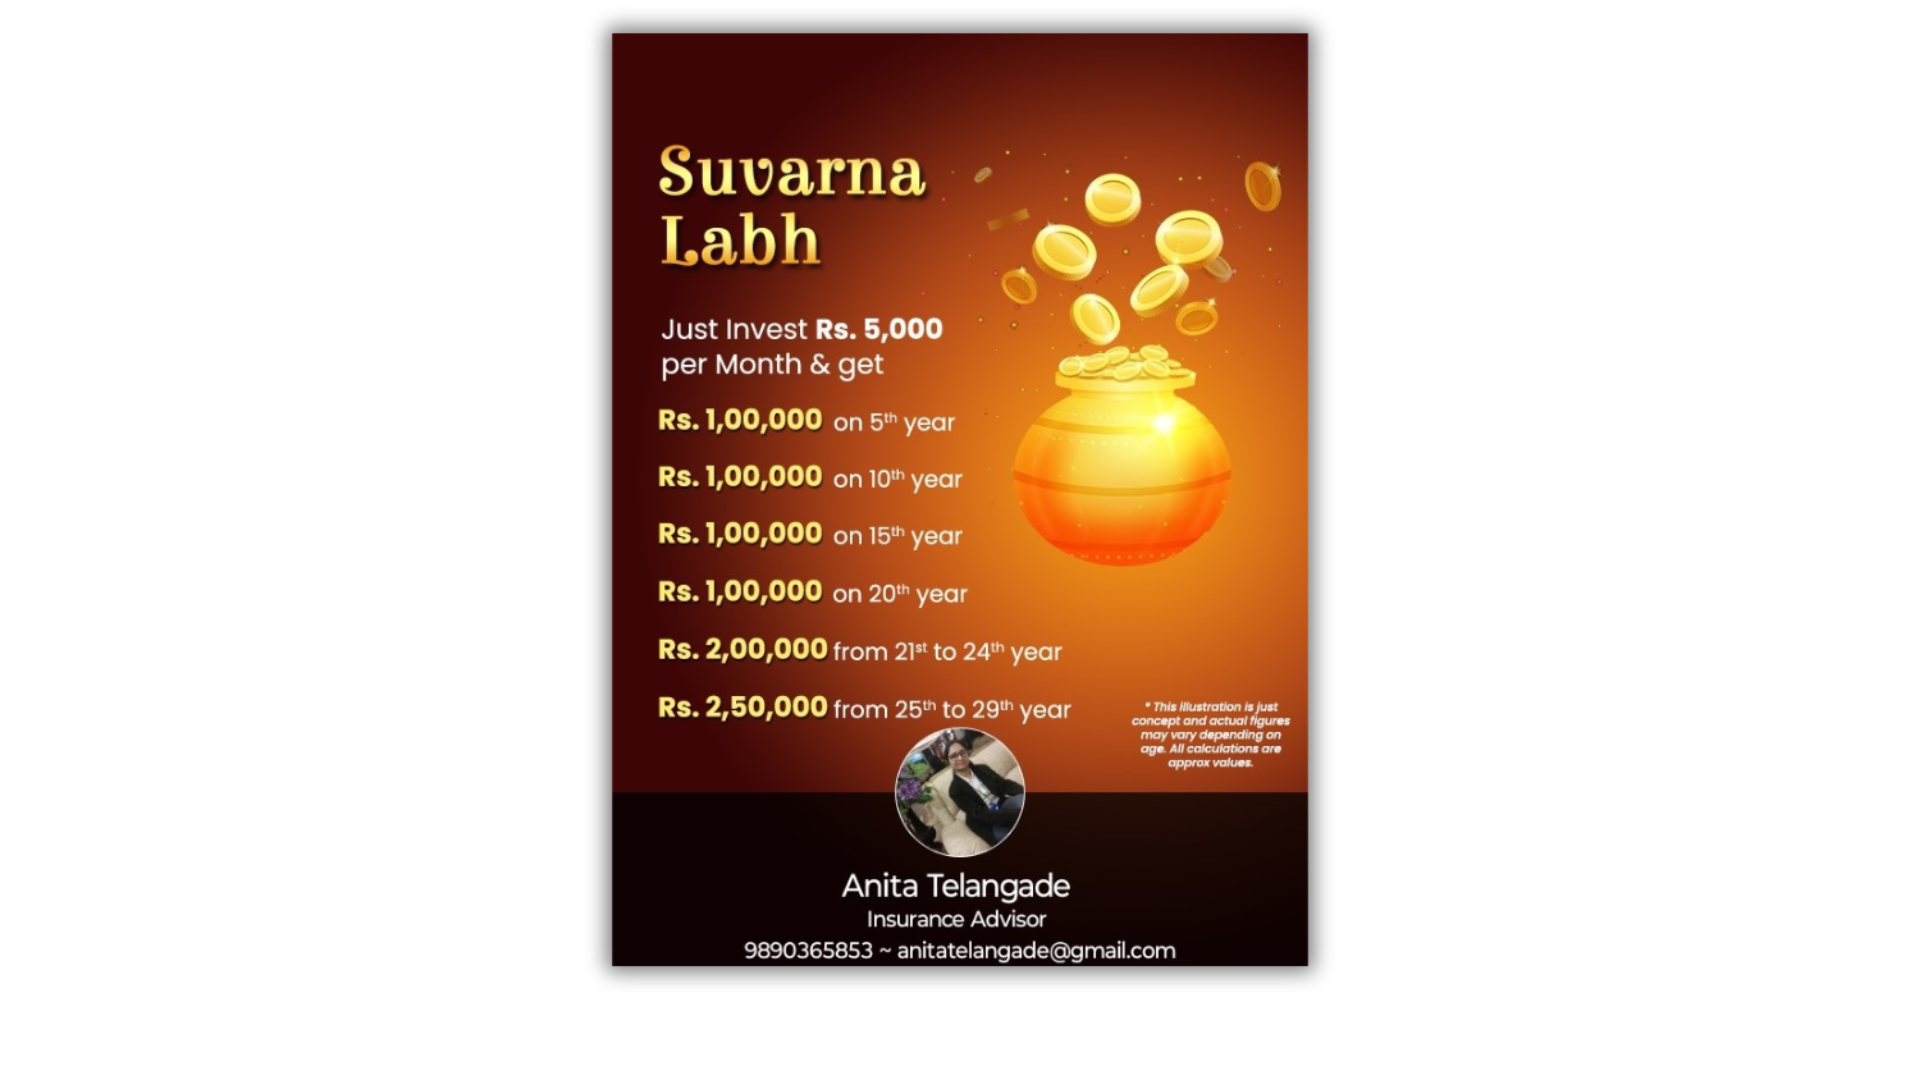 Suvarna
Labh
Just Invest Rs. 5,000
per Month & get
Rs. 1,00,000 on 5th year
Rs. 1,00,000 on 10th year
Rs. 1,00,000 on 15th year
Rs. 1,00,000 on 20th year
Rs. 2,00,000 from 21st to 24th year
Rs. 2,50,000 from 25th to 29th year
* This illustration is just
concept and actual figures
may vary depending on
age. All calculations are
approx values.
Anita Telangade
Insurance Advisor
9890365853 ~ anitatelangade@gmail.com